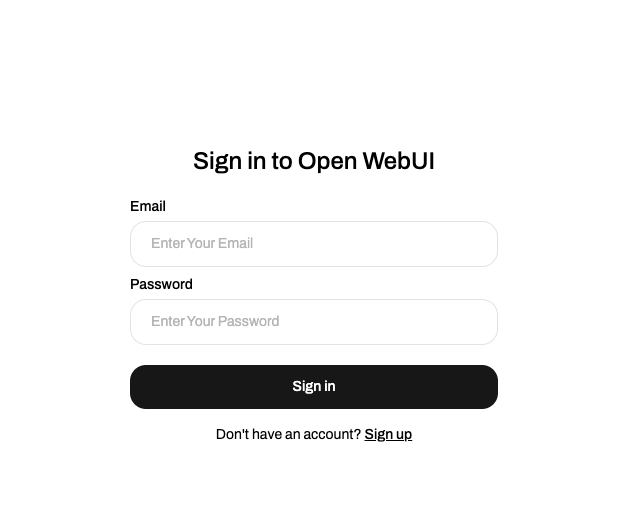 Sign in to Open WebUI
Email
Enter Your Email
Password
Enter Your Password
Sign in
Don't have an account? Sign up